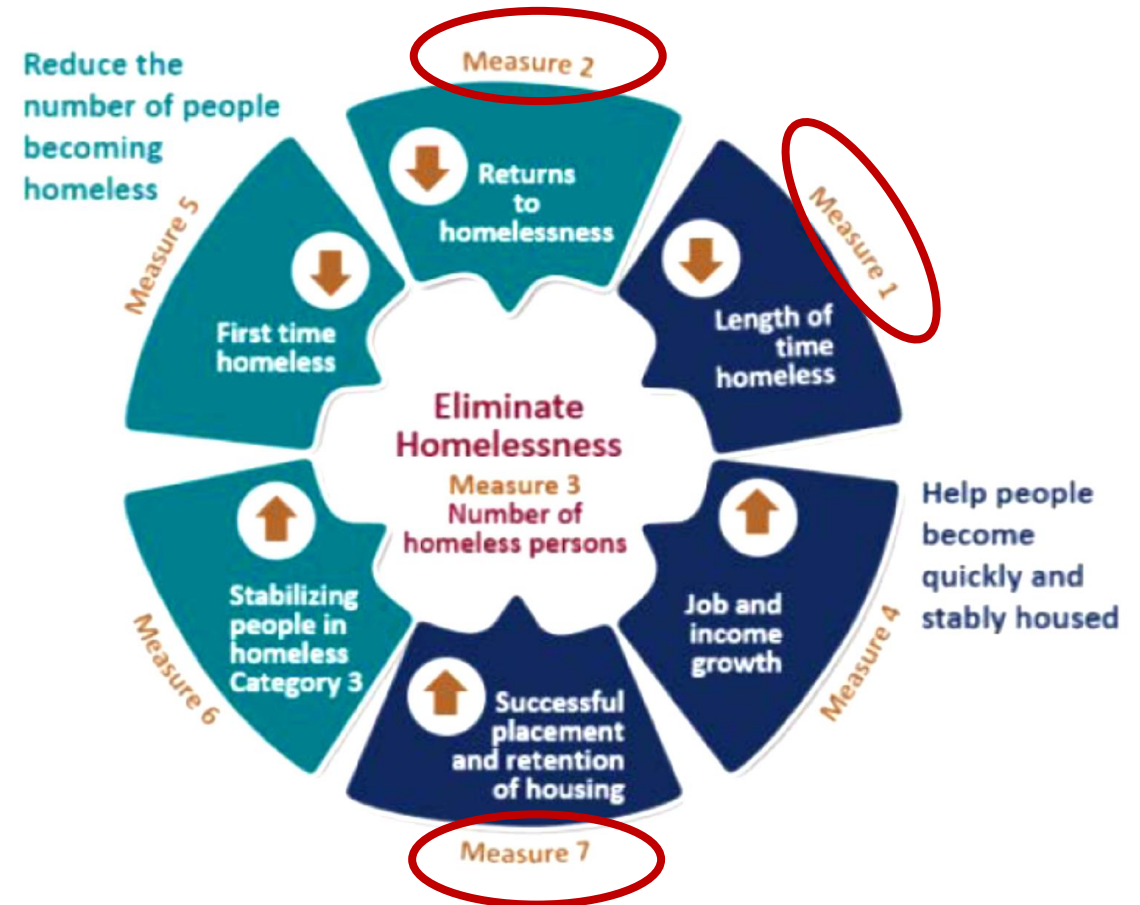 Reduce the
number of people
becoming
homeless
Measure 2
Returns
to
homelessness
Measure 1
Length of
time
homeless
Measure 5
First time
homeless
Eliminate
Homelessness
Measure 3
Number of
homeless persons
Help people
become
quickly and
stably housed
Measure 4
Job and
income
growth
Measure 6
Stabilizing
people in
homeless
Category 3
Successful
placement
and retention
of housing
Measure 7